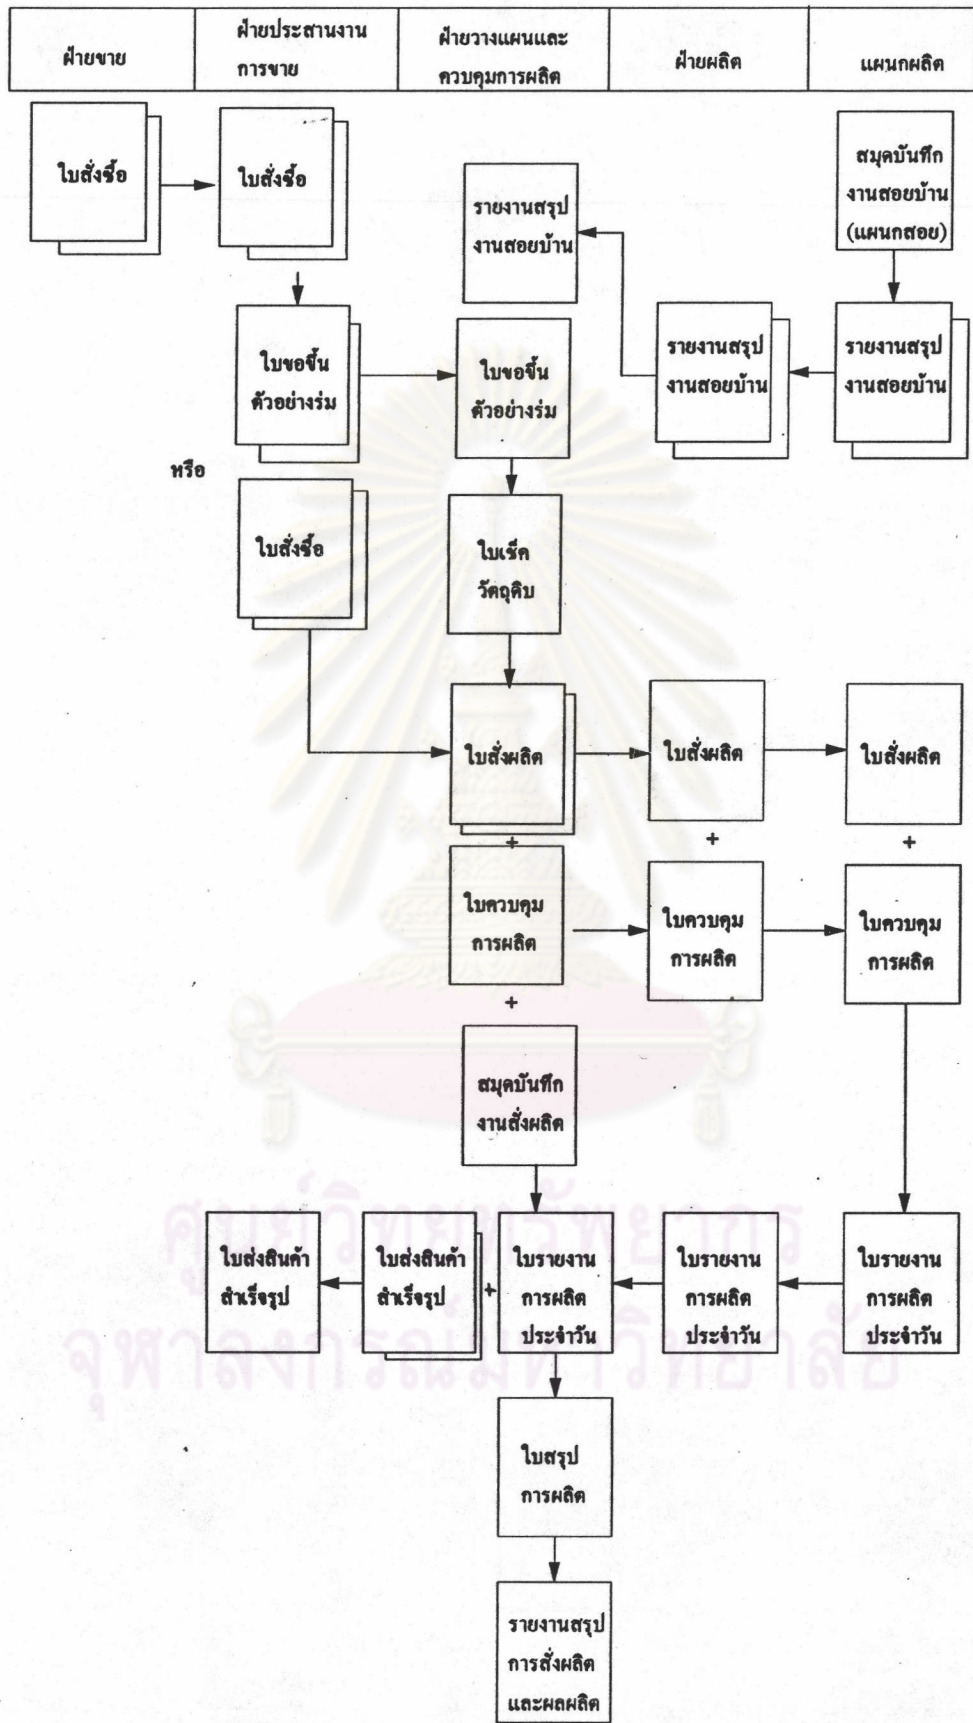 ฝ่ายขาย
ฝ่ายประสานงาน
การขาย
ฝ่ายวางแผนและ
ควบคุมการผลิต
ฝ่ายผลิต
แผนกผลิต
ใบสั่งซื้อ
ใบสั่งซื้อ
รายงานสรุป
งานสอยบ้าน
สมุดบันทึก
งานสอยบ้าน
(แผนกสอย)
ใบขอขึ้น
ตัวอย่างร่ม
ใบขอขึ้น
ตัวอย่างร่ม
รายงานสรุป
งานสอยบ้าน
รายงานสรุป
งานสอยบ้าน
หรือ
ใบสั่งซื้อ
ใบเช็ค
วัตถุดิบ
ใบสั่งผลิต
ใบสั่งผลิต
ใบสั่งผลิต
+
+
+
ใบควบคุม
การผลิต
ใบควบคุม
การผลิต
ใบควบคุม
การผลิต
+
สมุดบันทึก
งานสั่งผลิต
ใบส่งสินค้า
สำเร็จรูป
ใบส่งสินค้า
สำเร็จรูป
+
ใบรายงาน
การผลิต
ประจำวัน
ใบรายงาน
การผลิต
ประจำวัน
ใบรายงาน
การผลิต
ประจำวัน
ศูนย์วิทยทรัพยากร
จุฬาลงกรณ์มหาวิทยาลัย
ใบสรุป
การผลิต
รายงานสรุป
การสั่งผลิต
และผลผลิต